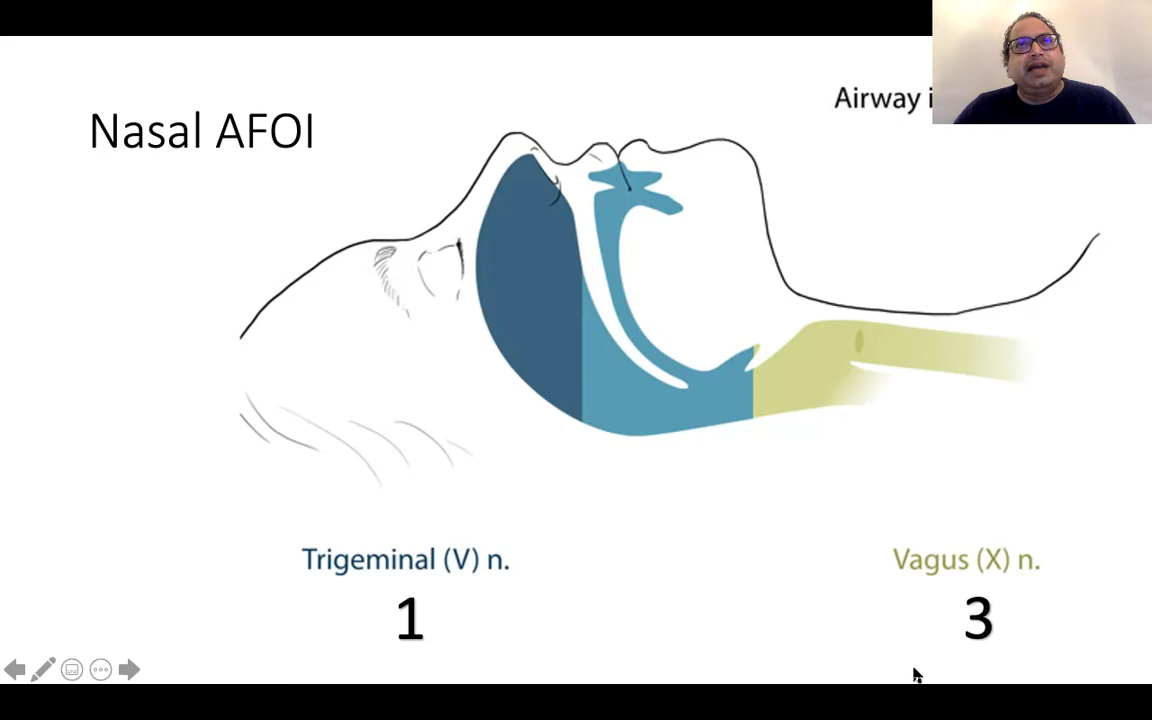 Nasal AFOI
Airway
Trigeminal (V) n.
Vagus (X) n.
1
3